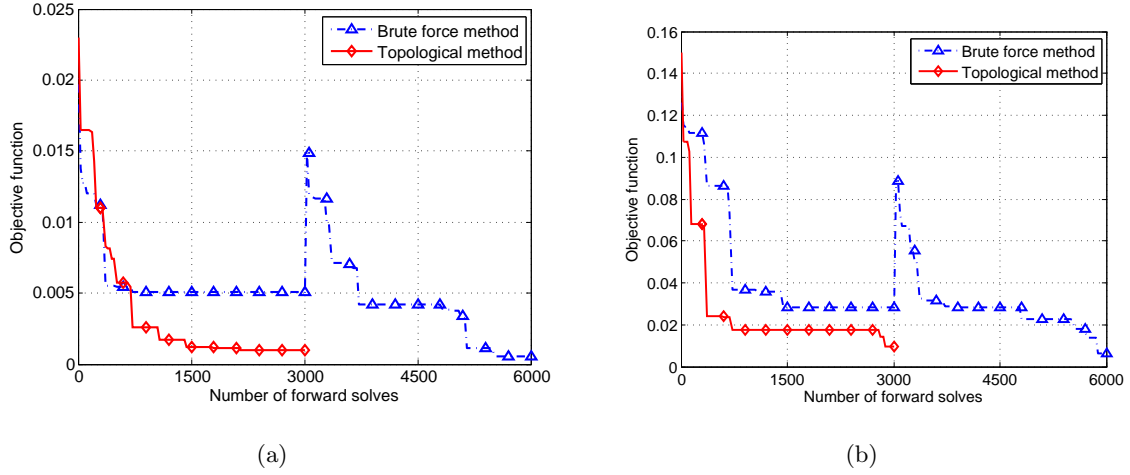 0.025
0.02
0.015
0.01
0.005
0
Objective function
0 1500 3000 4500 6000
Number of forward solves
Brute force method
Topological method
(a)
0.16
0.14
0.12
0.1
0.08
0.06
0.04
0.02
0
Objective function
0 1500 3000 4500 6000
Number of forward solves
Brute force method
Topological method
(b)